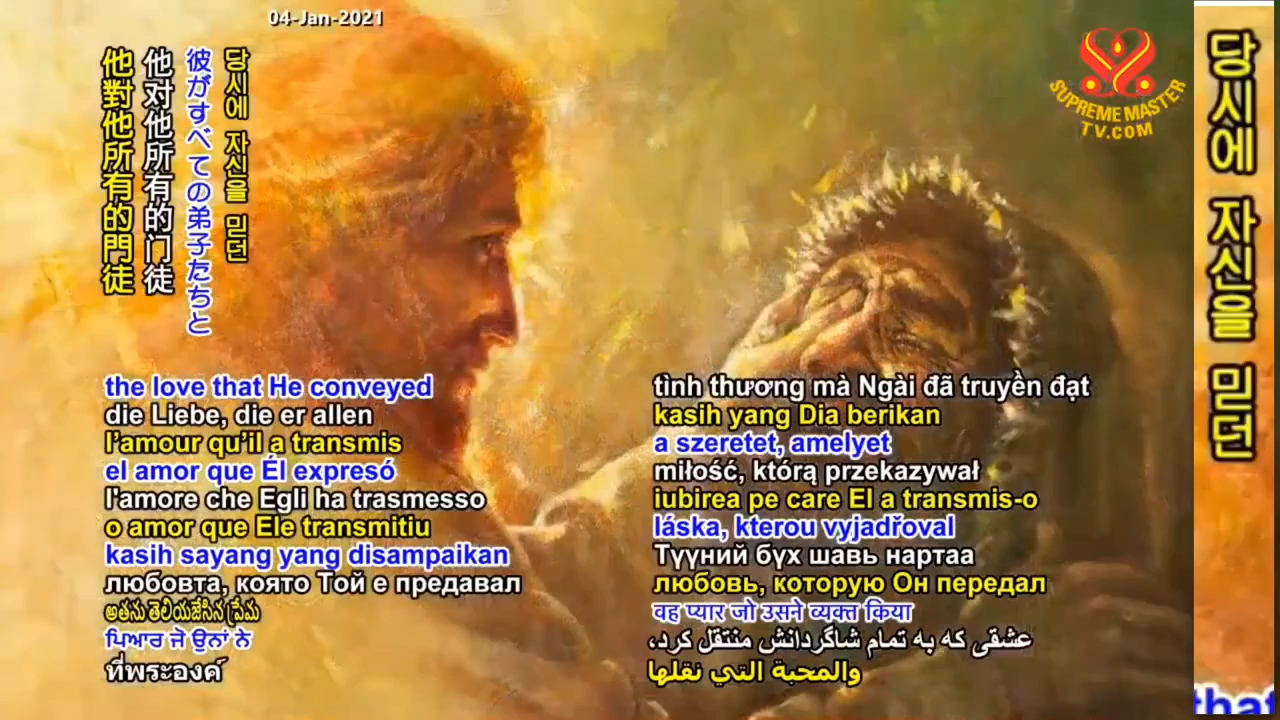 04-Jan-2021
他對他所有的門徒
他对他所有的门徒
彼がすべての弟子たちと
당시에 자신을 믿던
SUPREME MASTER
TV.COM
the love that He conveyed
die Liebe, die er allen
l'amour qu'il a transmis
el amor que Él expresó
l'amore che Egli ha trasmesso
o amor que Ele transmitiu
kasih sayang yang disampaikan
любовта, която Той е предавал
అతను తెలియజేసిన ప్రేమ
ਪਿਆਰ ਜੋ ਉਨਾਂ ਨੇ
ที่พระองค์
tình thương mà Ngài đã truyền đạt
kasih yang Dia berikan
a szeretet, amelyet
miłość, którą przekazywał
iubirea pe care El a transmis-o
láska, kterou vyjadřoval
Түүний бүх шавь нартаа
любовь, которую Он передал
वह प्यार जो उसने व्यक्त किया
عشقی که به تمام شاگردانش منتقل کرد،
والمحبة التي نقلها
당시에 자신을 믿던
that